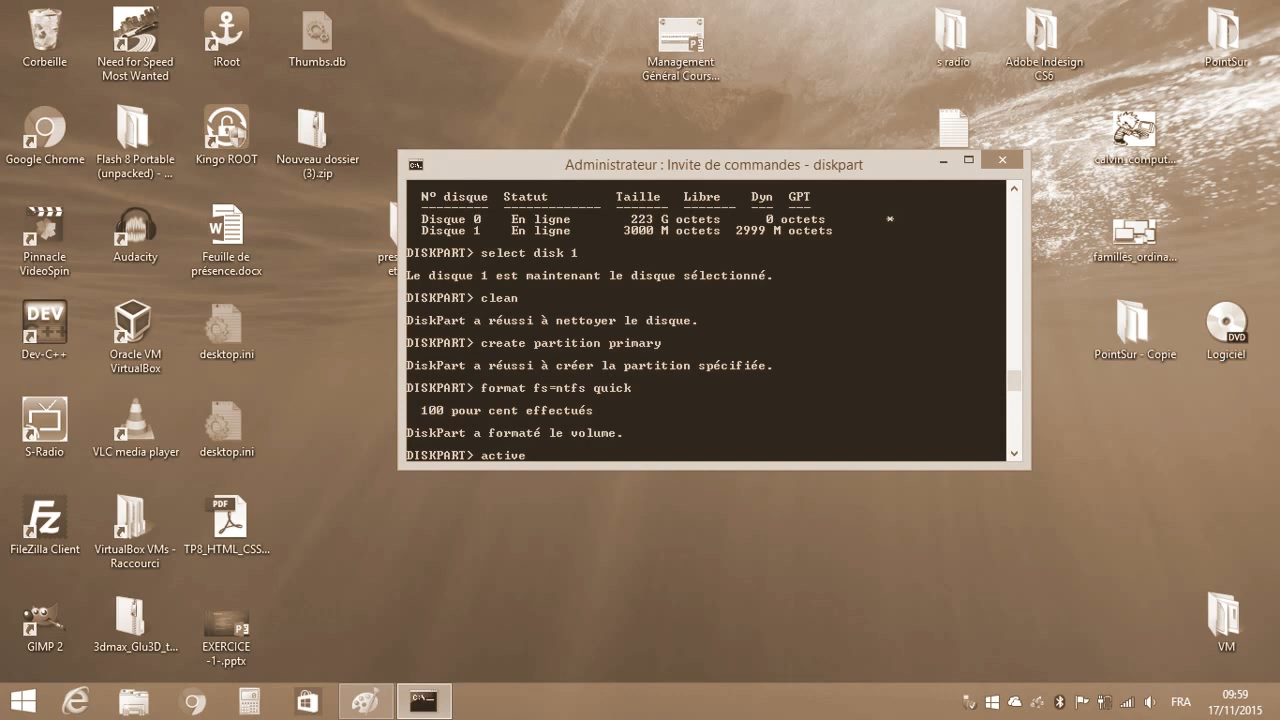 Corbeille
Need for Speed
Most Wanted
iRoot
Thumbs.db
Management
Général Cours...
s radio
Adobe Indesign
CS6
PointSur
Google Chrome
Flash 8 Portable
(unpacked) - ...
Kingo ROOT
Nouveau dossier
(3).zip
calvin_comput...
Pinnacle
VideoSpin
Audacity
Feuille de
présence.docx
pres
et
familles_ordina...
DEV
C++
Dev-C++
Oracle VM
VirtualBox
desktop.ini
PointSur - Copie
DVD
Logiciel
S-Radio
VLC media player
desktop.ini
FileZilla Client
VirtualBox VMs -
Raccourci
PDF
TP8_HTML_CSS...
GIMP 2
3dmax_Glu3D_t...
EXERCICE
-1-.pptx
VM
Administrateur : Invite de commandes - diskpart
N° disque Statut Taille Libre Dyn GPT
Disque 0 En ligne 223 G octets 0 octets *
Disque 1 En ligne 3000 M octets 2999 M octets
DISKPART> select disk 1
Le disque 1 est maintenant le disque sélectionné.
DISKPART> clean
DiskPart a réussi à nettoyer le disque.
DISKPART> create partition primary
DiskPart a réussi à créer la partition spécifiée.
DISKPART> format fs=ntfs quick
100 pour cent effectués
DiskPart a formaté le volume.
DISKPART> active
FRA
09:59
17/11/2015